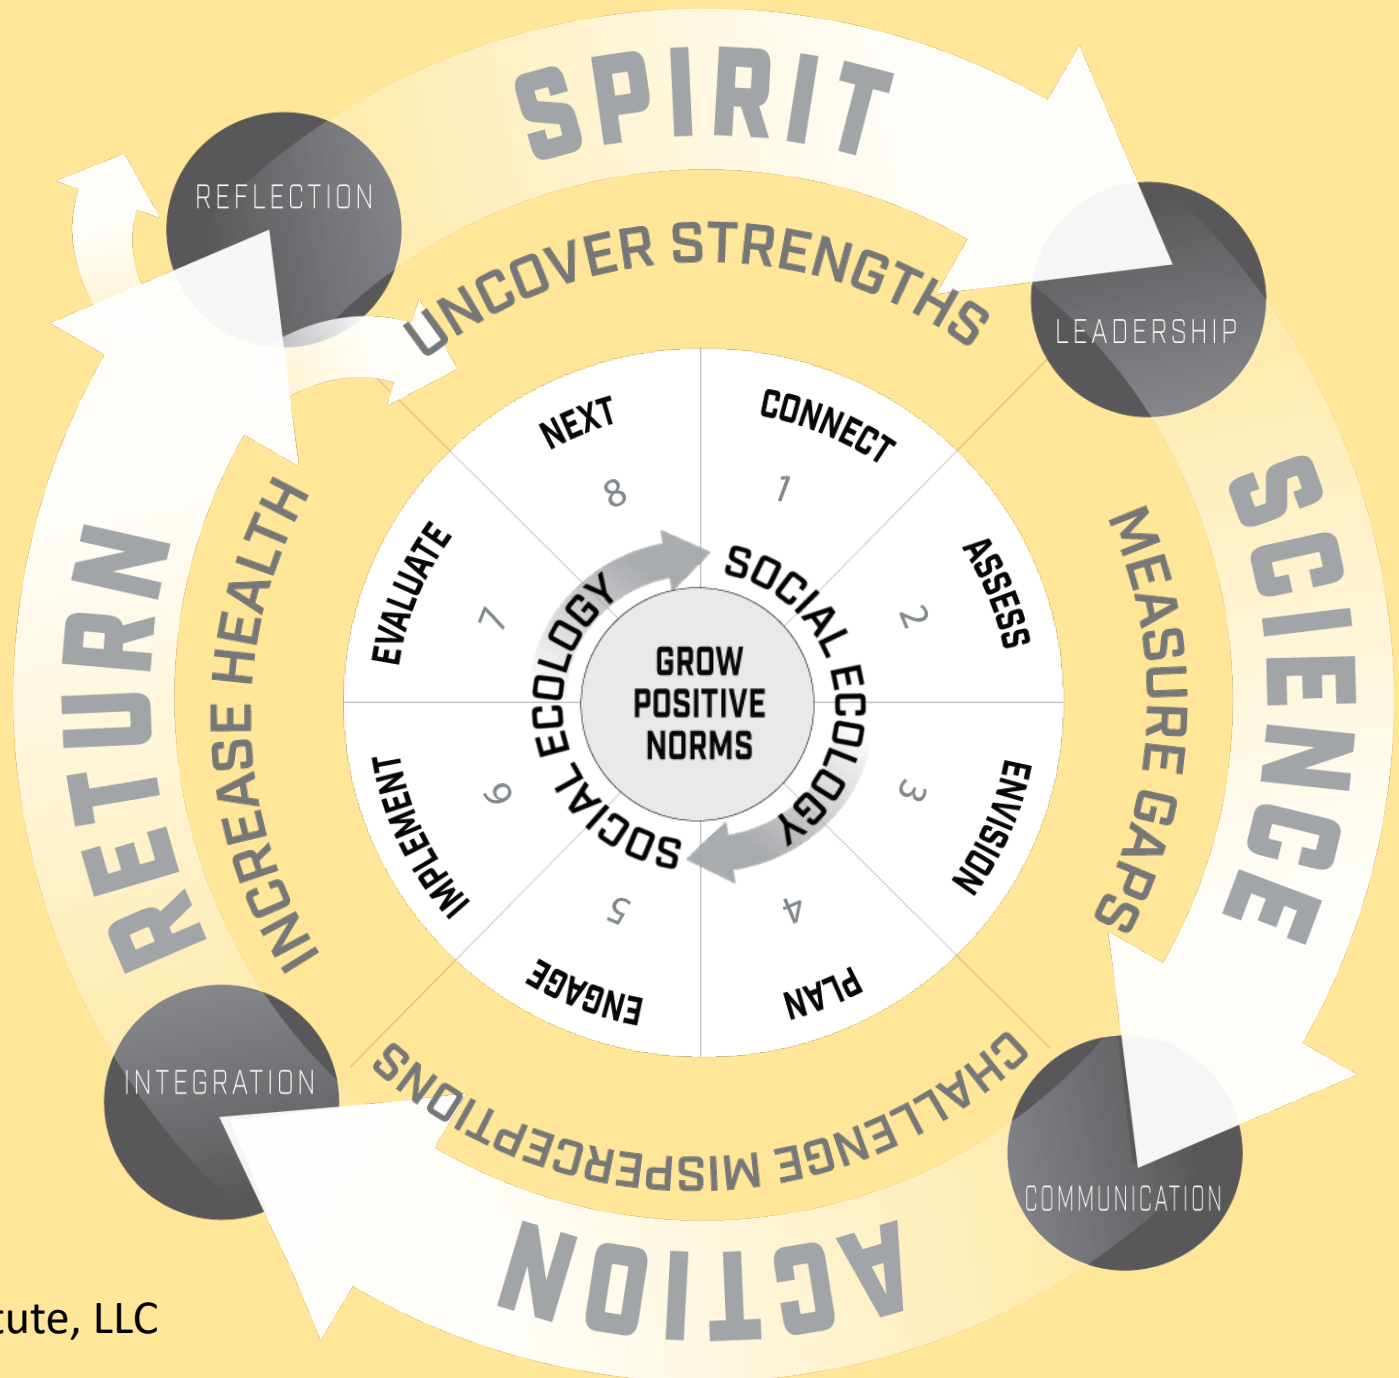 SPIRIT
REFLECTION
UNCOVER STRENGTHS
LEADERSHIP
SCIENCE
MEASURE GAPS
COMMUNICATION
ACTION
CHALLENGE MISPERCEPTIONS
INTEGRATION
RETURN
INCREASE HEALTH
CONNECT
1
ASSESS
2
ENVISION
3
PLAN
4
ENGAGE
5
IMPLEMENT
6
EVALUATE
7
NEXT
8
SOCIAL ECOLOGY
SOCIAL ECOLOGY
GROW
POSITIVE
NORMS
LLC